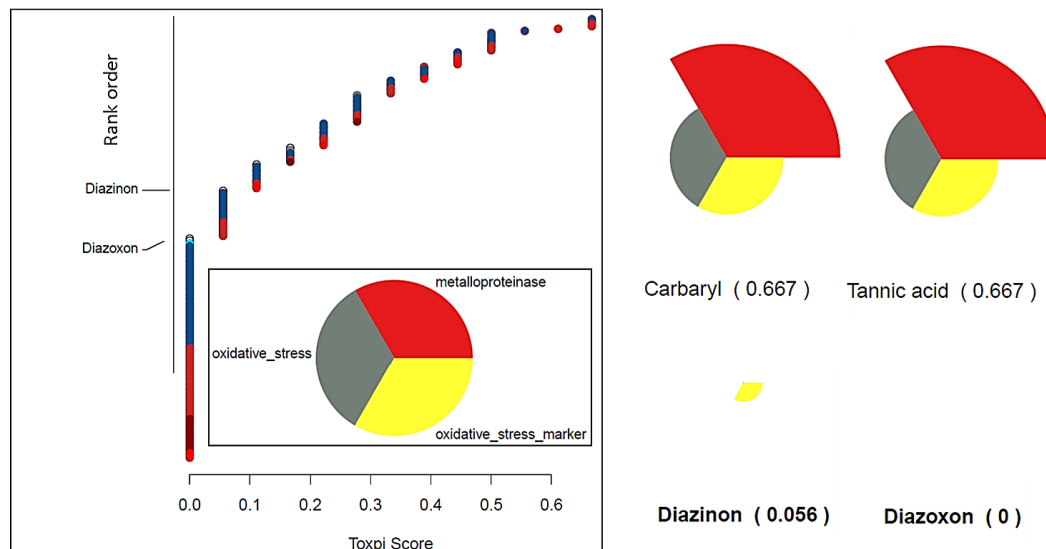 Rank order
Diazinon
Diazoxon
metalloproteinase
oxidative_stress
oxidative_stress_marker
0.0 0.1 0.2 0.3 0.4 0.5 0.6
Toxpi Score
Carbaryl ( 0.667 )
Tannic acid ( 0.667 )
Diazinon ( 0.056 )
Diazoxon ( 0 )